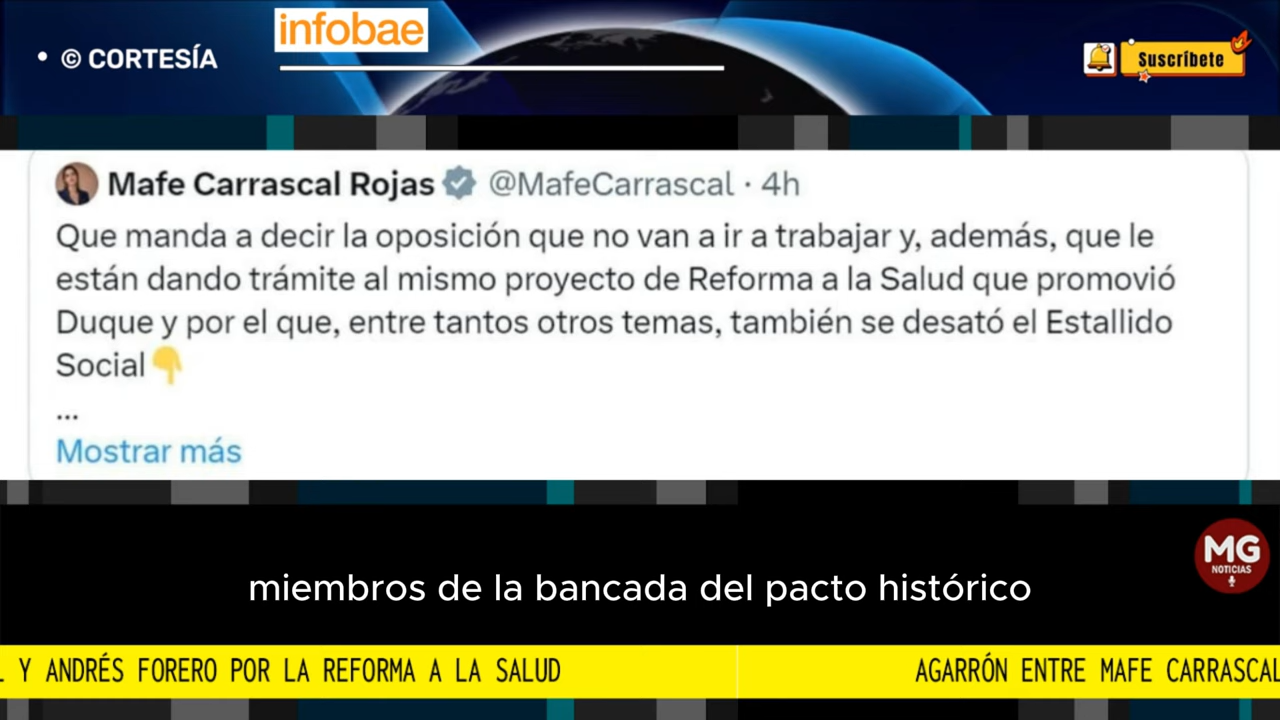 infobae
• © CORTESÍA
Suscríbete
Mafe Carrascal Rojas @MafeCarrascal · 4h
Que manda a decir la oposición que no van a ir a trabajar y, además, que le
están dando trámite al mismo proyecto de Reforma a la Salud que promovió
Duque y por el que, entre tantos otros temas, también se desató el Estallido
Social👇
...
Mostrar más
MG
NOTICIAS
miembros de la bancada del pacto histórico
L Y ANDRÉS FORERO POR LA REFORMA A LA SALUD
AGARRÓN ENTRE MAFE CARRASCAL